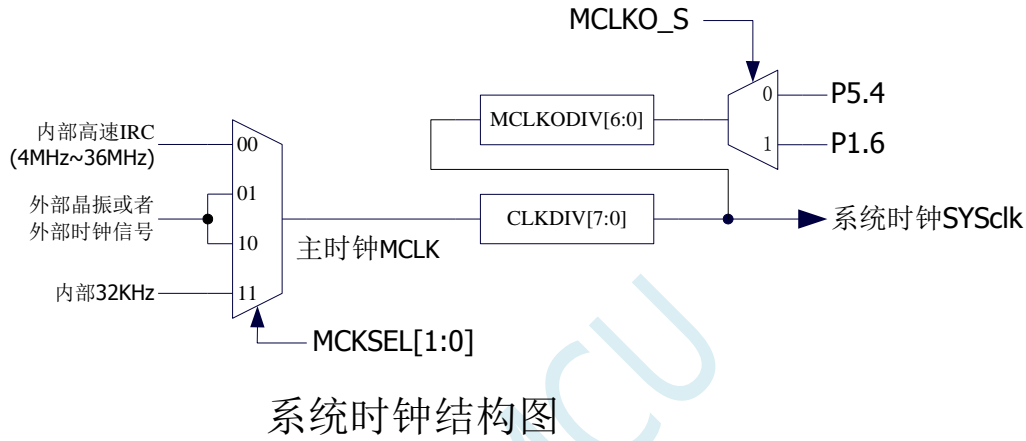 MCLKO_S
0
P5.4
MCLKODIV[6:0]
1
P1.6
内部高速IRC
(4MHz~36MHz)
00
外部晶振或者
外部时钟信号
01
10
主时钟MCLK
CLKDIV[7:0]
系统时钟SYSclk
内部32KHz
11
MCKSEL[1:0]
系统时钟结构图
MCU